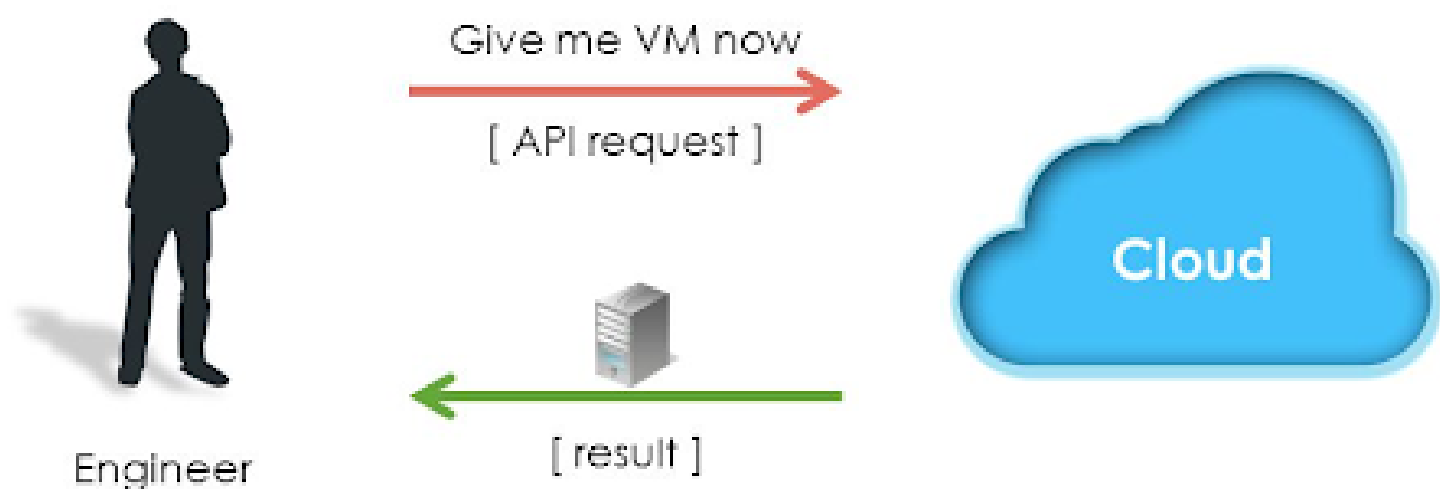 Give me VM now
[ API request ]
Cloud
[ result ]
Engineer